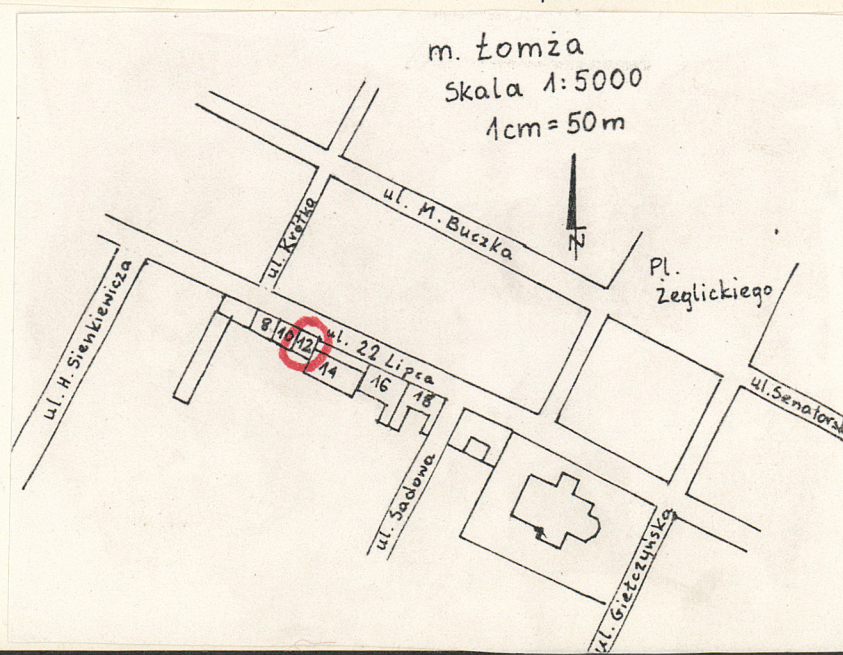 m. Łomża
Skala 1:5000
1cm = 50m
N
ul. M. Buczka
ul. Krótka
Pl.
Żeglickiego
ul. H. Sienkiewicza
ul. 22 Lipca
8
10
12
14
16
18
ul. Senatorsk
ul. Sadowa
ul. Giełczyńska